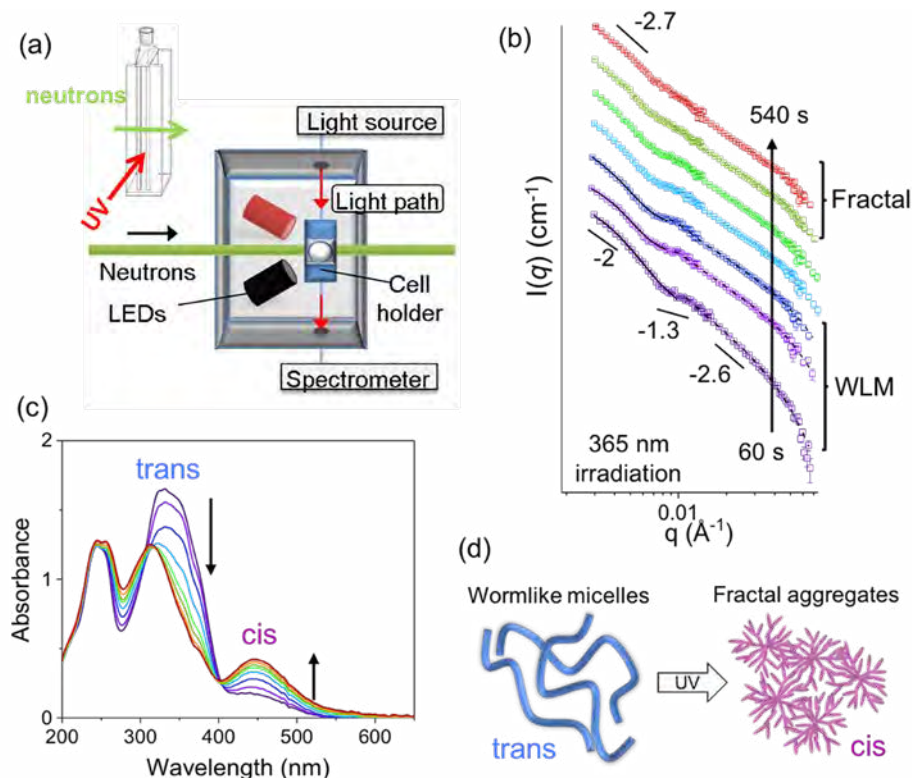 (a)
neutrons
UV
Light source
Light path
Neutrons
LEDs
Cell
holder
Spectrometer
(b)
-2.7
540 s
Fractal
I(q) (cm⁻¹)
-2
-1.3
-2.6
WLM
365 nm
irradiation
60 s
0.01
q (Å⁻¹)
(c)
2
trans
1
cis
0
Absorbance
200 300 400 500 600
Wavelength (nm)
(d)
Wormlike micelles
Fractal aggregates
UV
trans
cis